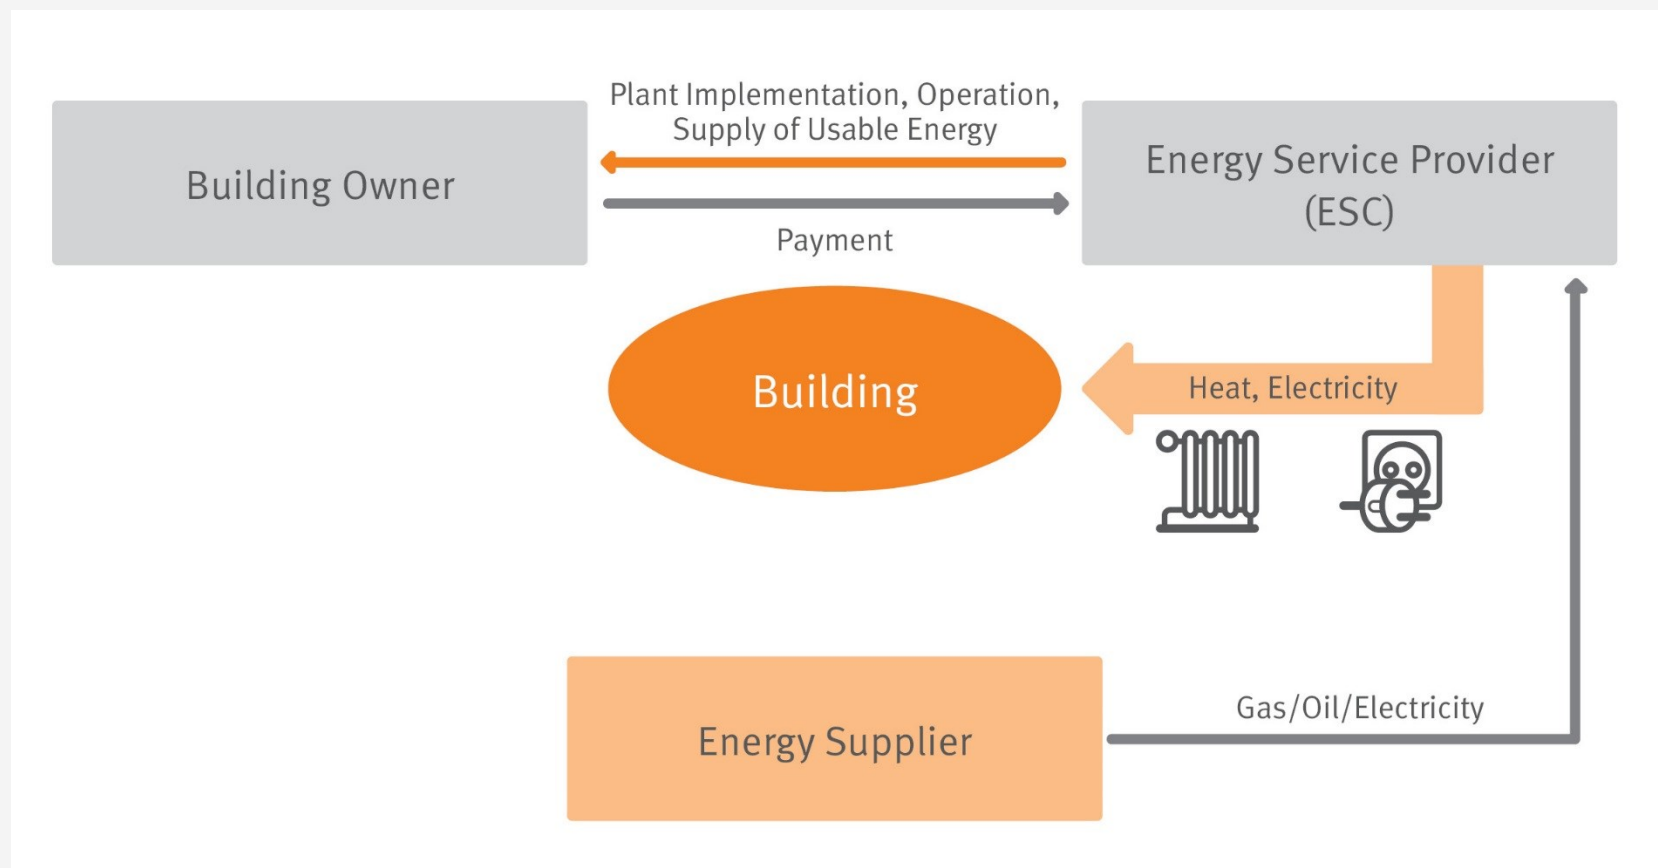 Plant Implementation, Operation,
Supply of Usable Energy
Building Owner
Energy Service Provider
(ESC)
Payment
Building
Heat, Electricity
Gas/Oil/Electricity
Energy Supplier